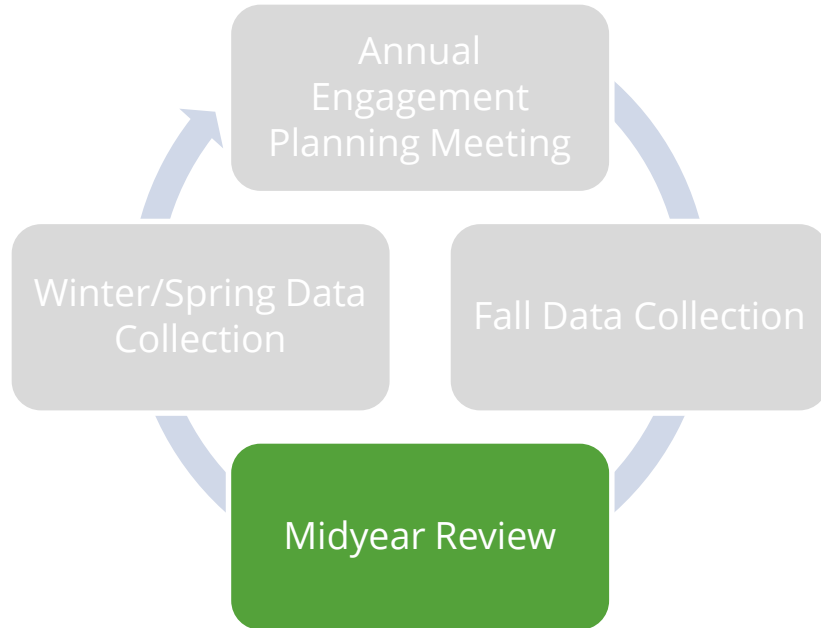 Annual
Engagement
Planning Meeting
Winter/Spring Data
Collection
Fall Data Collection
Midyear Review